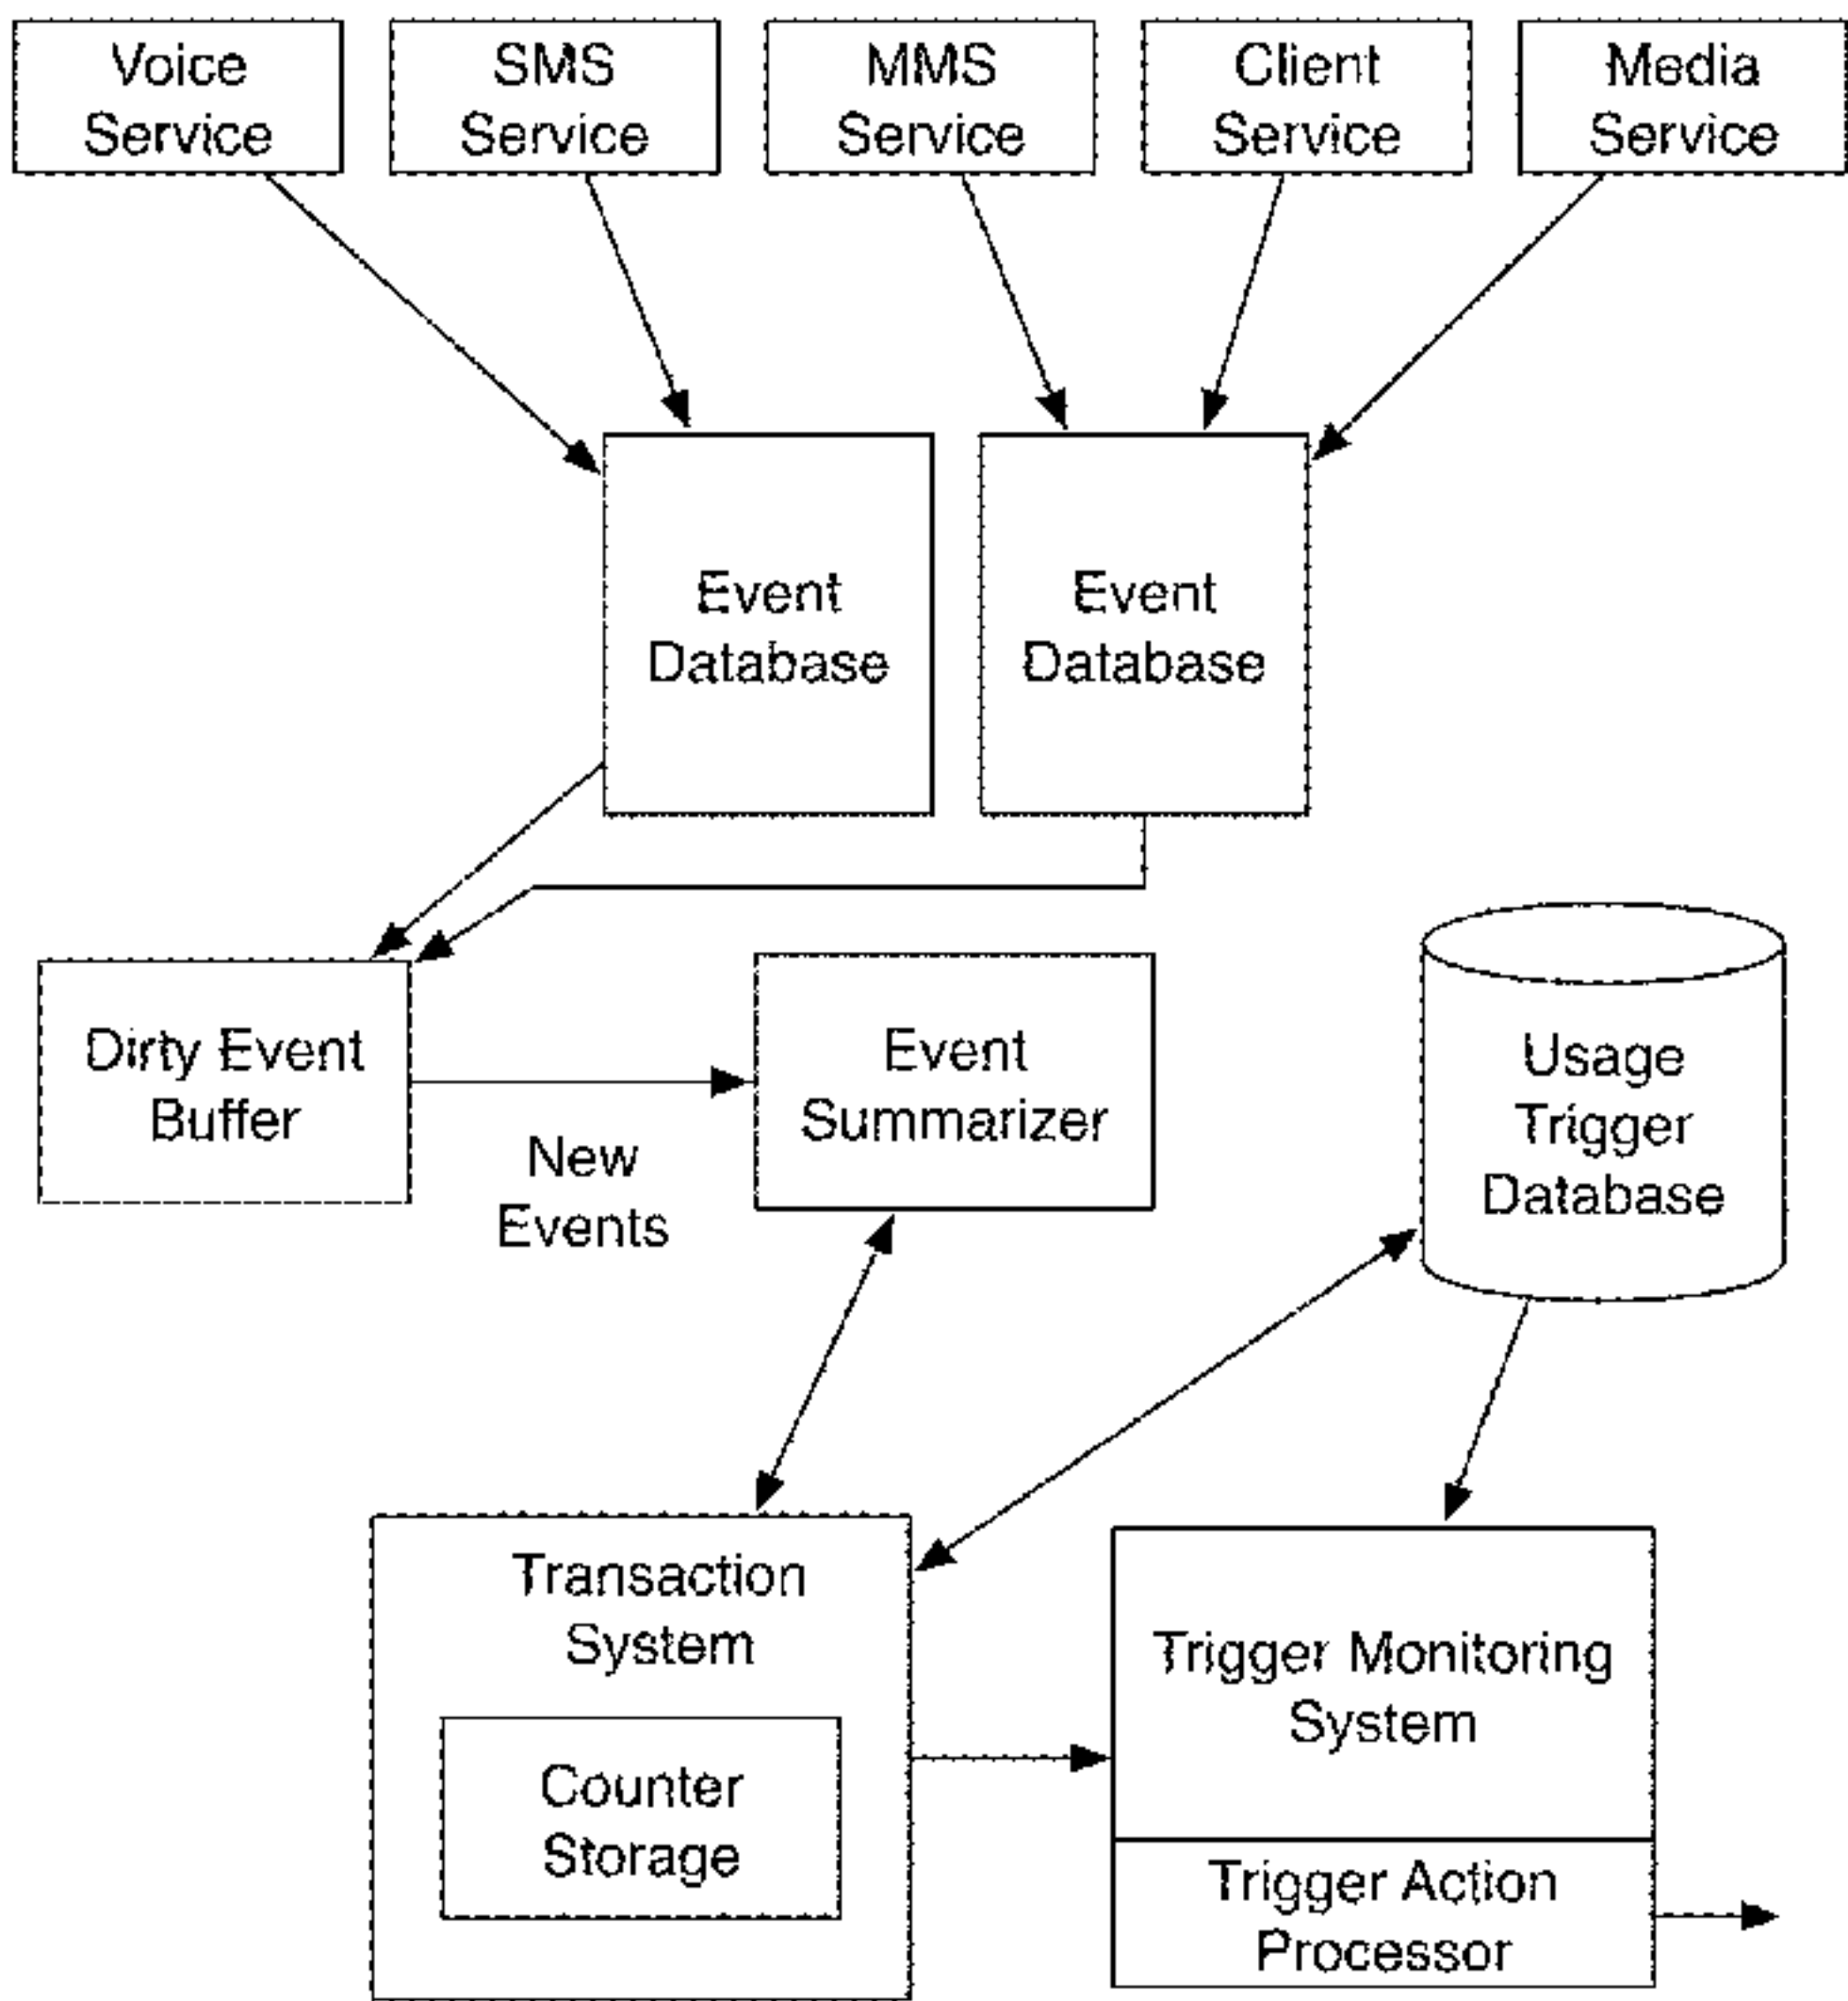 Voice
Service
SMS
Service
MMS
Service
Client
Service
Media
Service
Event
Database
Event
Database
Dirty Event
Buffer
New
Events
Event
Summarizer
Usage
Trigger
Database
Transaction
System
Counter
Storage
Trigger Monitoring
System
Trigger Action
Processor